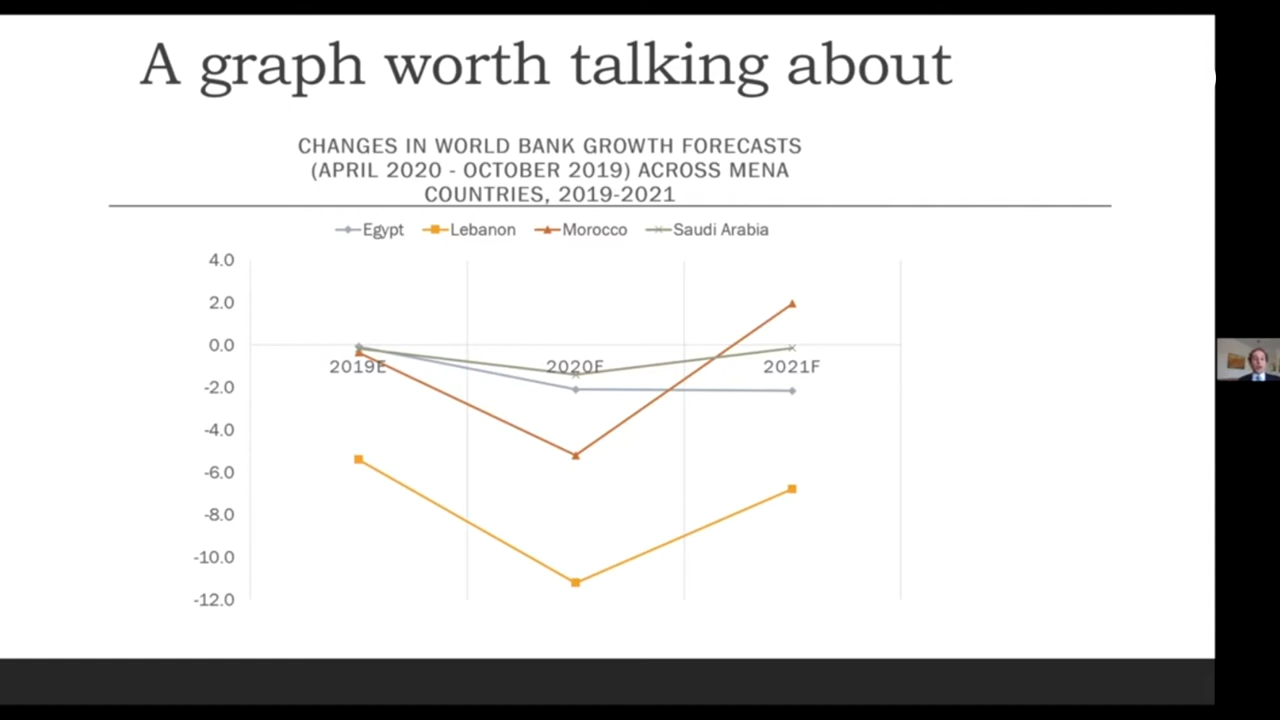 A graph worth talking about
CHANGES IN WORLD BANK GROWTH FORECASTS
(APRIL 2020 - OCTOBER 2019) ACROSS MENA
COUNTRIES, 2019-2021
Egypt Lebanon Morocco Saudi Arabia
4.0
2.0
0.0
2019E 2020F 2021F
-2.0
-4.0
-6.0
-8.0
-10.0
-12.0